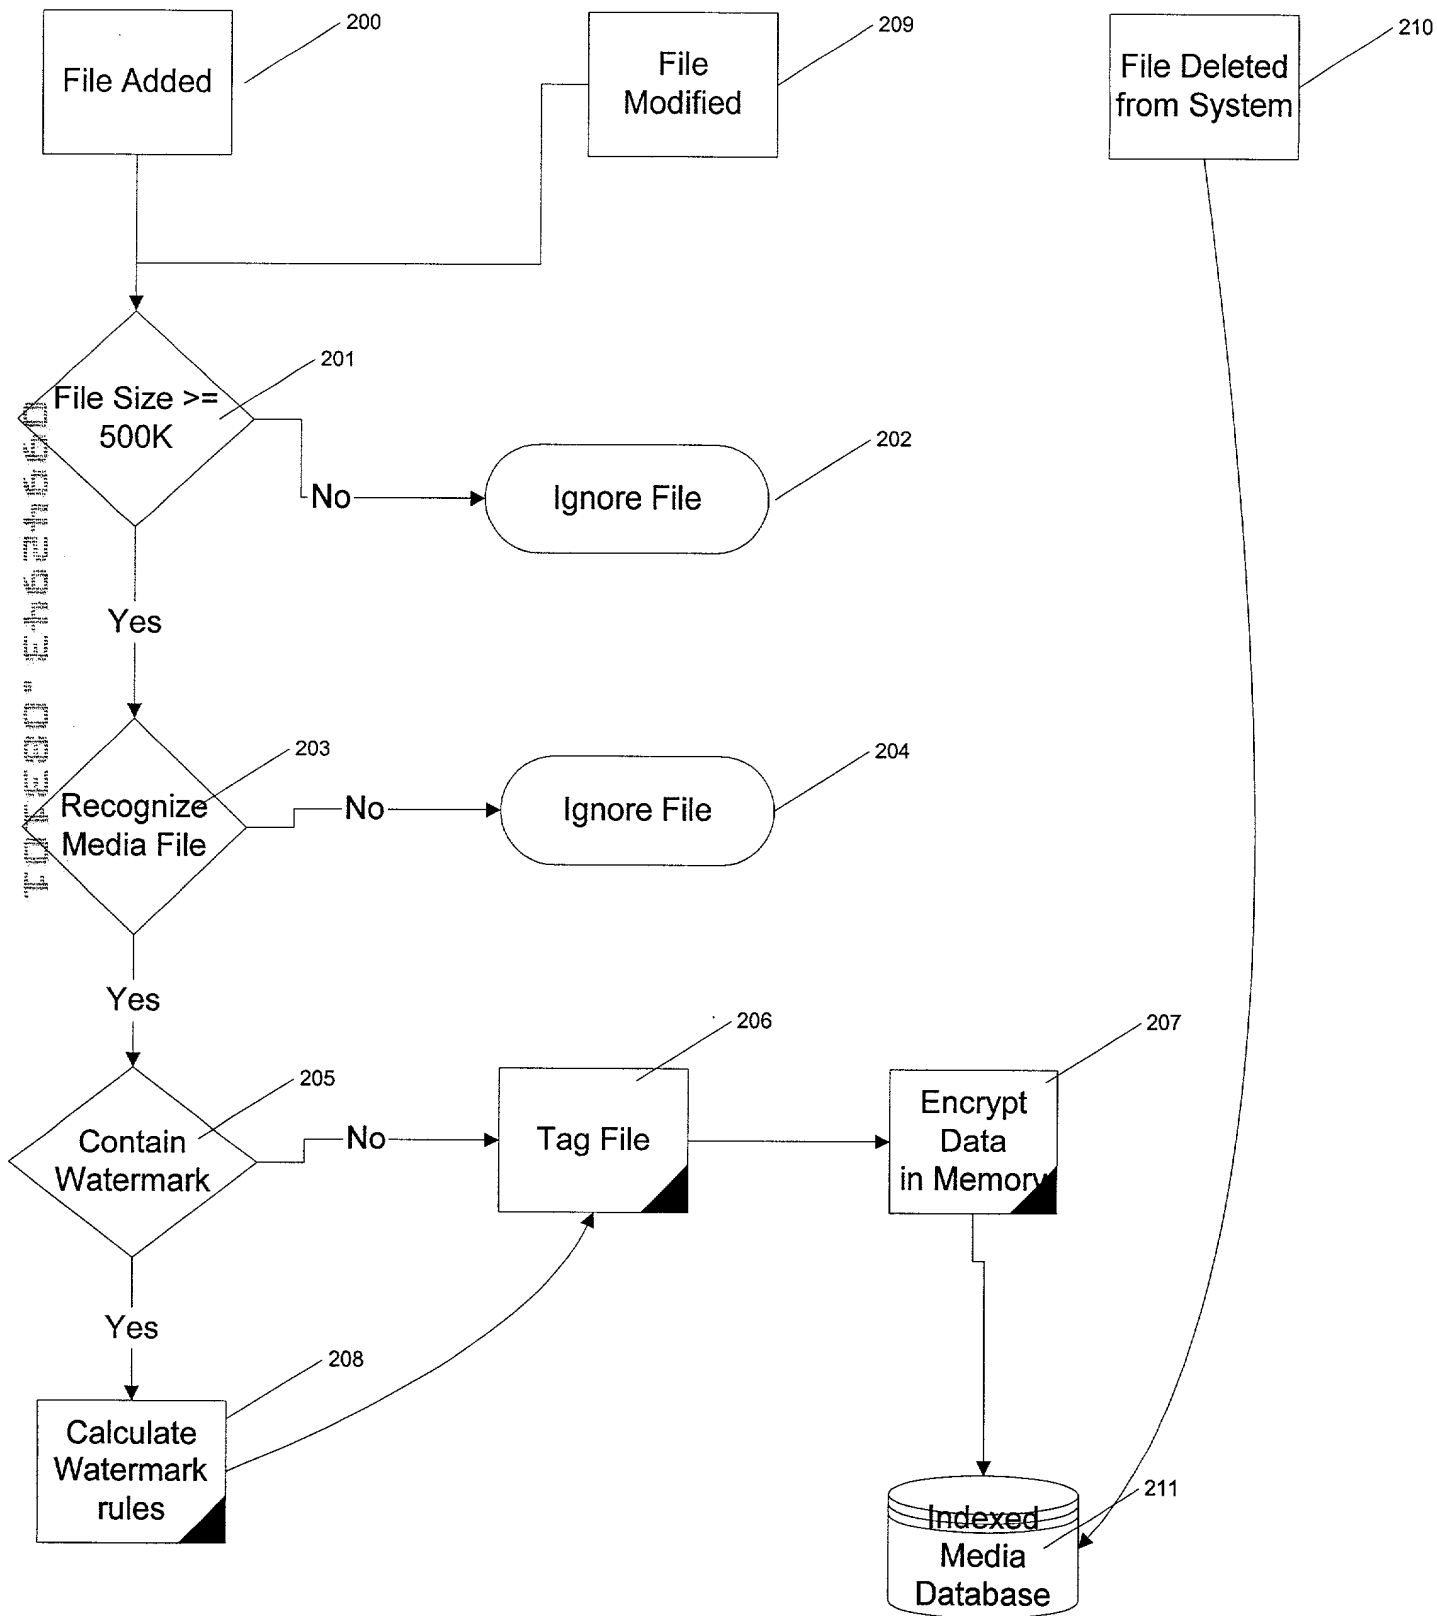 200
File Added
209
File
Modified
210
File Deleted
from System
201
File Size >=
500K
202
No
Ignore File
Yes
203
Recognize
Media File
204
No
Ignore File
Yes
205
Contain
Watermark
No
206
Tag File
207
Encrypt
Data
in Memory
Yes
208
Calculate
Watermark
rules
211
Indexed
Media
Database